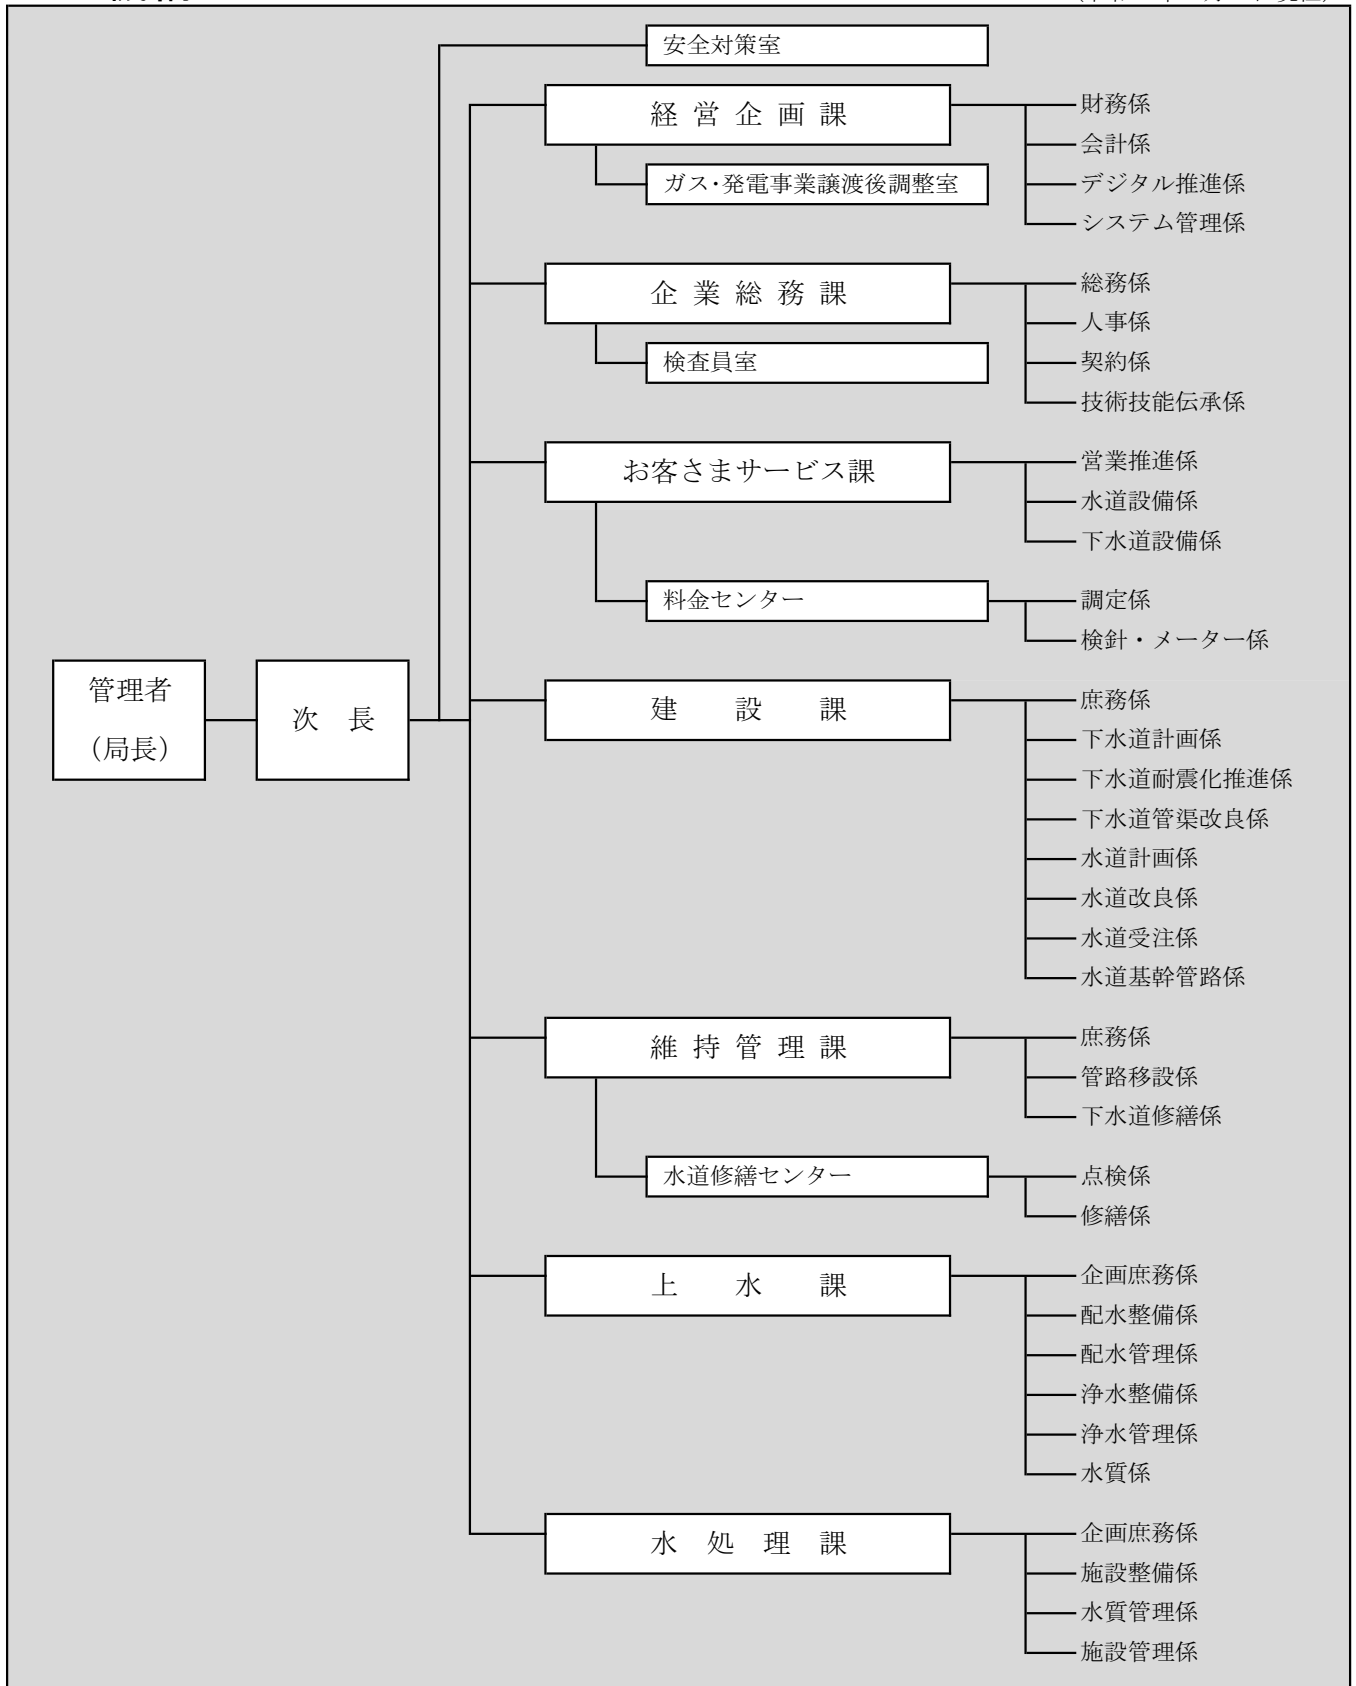 安全対策室
経営企画課
財務係
会計係
ガス・発電事業譲渡後調整室
デジタル推進係
システム管理係
企業総務課
総務係
人事係
検査員室
契約係
技術技能伝承係
お客さまサービス課
営業推進係
水道設備係
下水道設備係
料金センター
調定係
検針・メーター係
管理者
（局長）
次長
建設課
庶務係
下水道計画係
下水道耐震化推進係
下水道管渠改良係
水道計画係
水道改良係
水道受注係
水道基幹管路係
維持管理課
庶務係
管路移設係
下水道修繕係
水道修繕センター
点検係
修繕係
上水課
企画庶務係
配水整備係
配水管理係
浄水整備係
浄水管理係
水質係
水処理課
企画庶務係
施設整備係
水質管理係
施設管理係